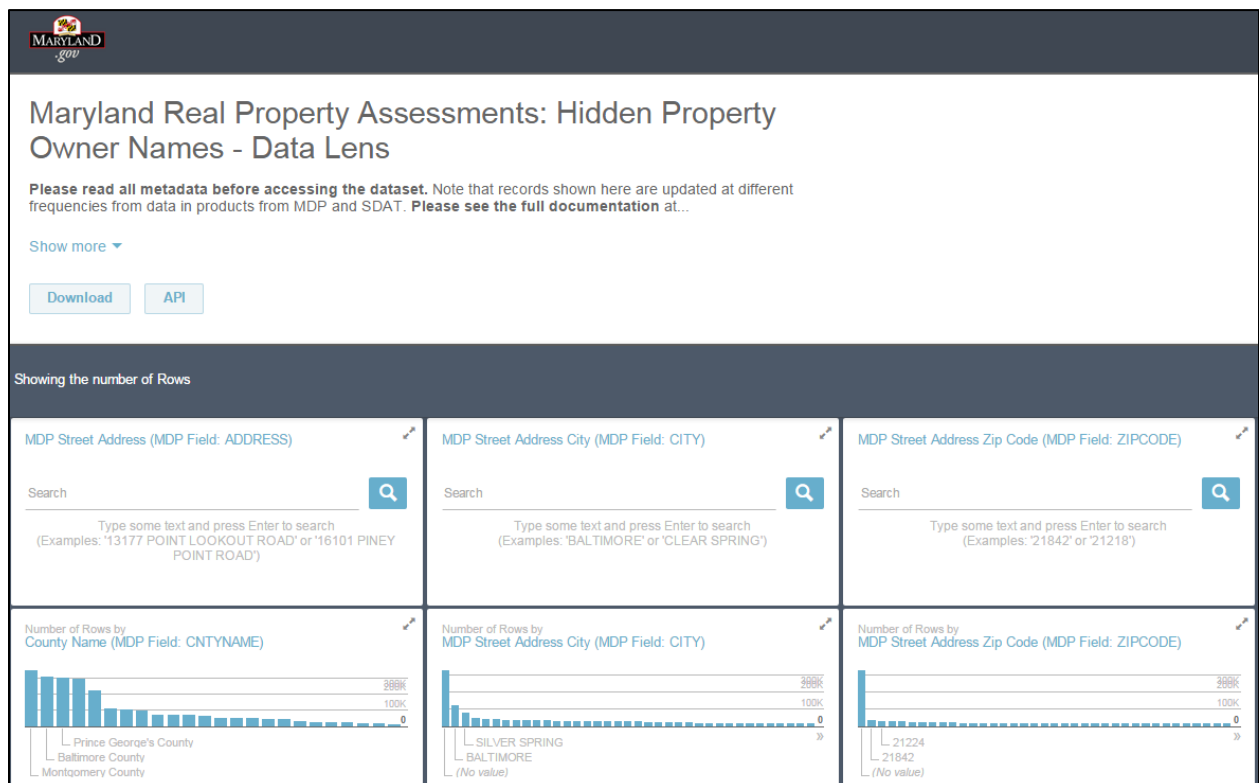 MARYLAND
.gov
Maryland Real Property Assessments: Hidden Property
Owner Names - Data Lens
Please read all metadata before accessing the dataset. Note that records shown here are updated at different
frequencies from data in products from MDP and SDAT. Please see the full documentation at...
Show more
Download API
Showing the number of Rows
MDP Street Address (MDP Field: ADDRESS)
Search
Type some text and press Enter to search
(Examples: '13177 POINT LOOKOUT ROAD' or '16101 PINEY
POINT ROAD')
MDP Street Address City (MDP Field: CITY)
Search
Type some text and press Enter to search
(Examples: 'BALTIMORE' or 'CLEAR SPRING')
MDP Street Address Zip Code (MDP Field: ZIPCODE)
Search
Type some text and press Enter to search
(Examples: '21842' or '21218')
Number of Rows by
County Name (MDP Field: CNTYNAME)
200K
100K
0
Prince George's County
Baltimore County
Montgomery County
Number of Rows by
MDP Street Address City (MDP Field: CITY)
300K
200K
100K
0
SILVER SPRING
BALTIMORE
(No value)
»
Number of Rows by
MDP Street Address Zip Code (MDP Field: ZIPCODE)
300K
200K
100K
0
21224
21842
(No value)
»